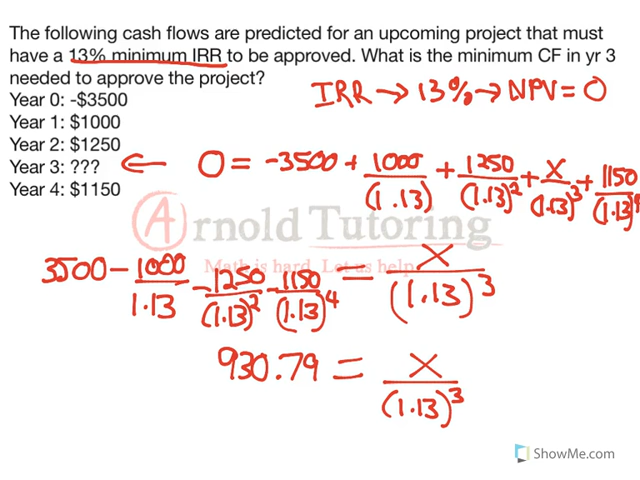 The following cash flows are predicted for an upcoming project that must
have a 13% minimum IRR to be approved. What is the minimum CF in yr 3
needed to approve the project?
Year 0: -$3500
Year 1: $1000
Year 2: $1250
Year 3: ???
Year 4: $1150
IRR → 13% → NPV = 0
← 0 = -3500 + 1000/(1.13) + 1250/(1.13)² + X/(1.13)³ + 1150/(1.13)⁴
Arnold Tutoring
Math is hard. Let us help.
3500 - 1000/1.13 - 1250/(1.13)² - 1150/(1.13)⁴ = X/(1.13)³
930.79 = X/(1.13)³
ShowMe.com